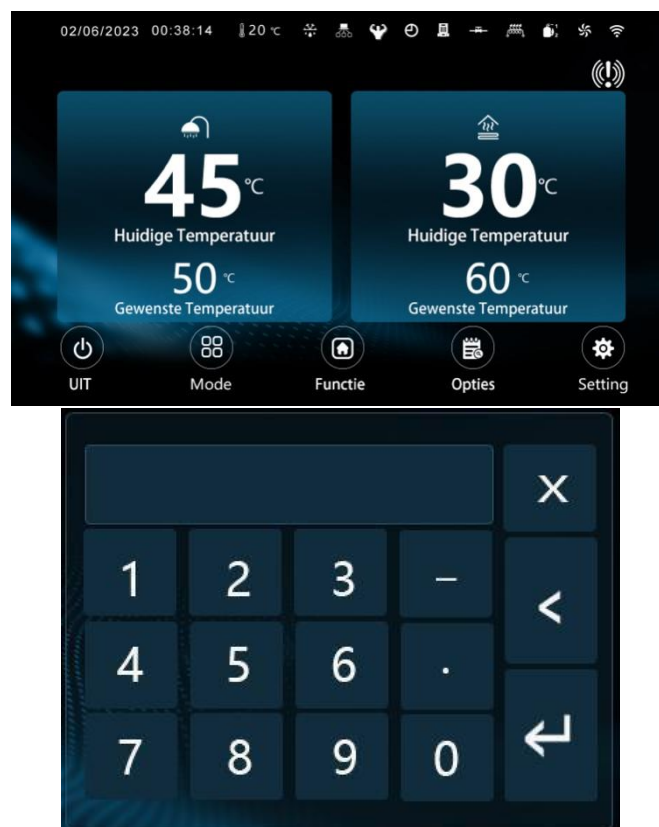 02/06/2023 00:38:14 20 ℃
45 ℃
Huidige Temperatuur
50 ℃
Gewenste Temperatuur
30 ℃
Huidige Temperatuur
60 ℃
Gewenste Temperatuur
UIT Mode Functie Opties Setting
X
1 2 3 – <
4 5 6 .
7 8 9 0